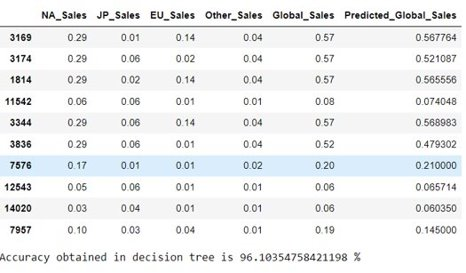 NA_Sales JP_Sales EU_Sales Other_Sales Global_Sales Predicted_Global_Sales
3169 0.29 0.01 0.14 0.04 0.57 0.567764
3174 0.29 0.06 0.02 0.04 0.57 0.521087
1814 0.29 0.02 0.14 0.04 0.57 0.565556
11542 0.06 0.06 0.01 0.01 0.08 0.074048
3344 0.29 0.06 0.14 0.04 0.57 0.568983
3836 0.29 0.06 0.01 0.04 0.52 0.479302
7576 0.17 0.01 0.01 0.02 0.20 0.210000
12543 0.05 0.06 0.01 0.01 0.06 0.065714
14020 0.03 0.04 0.01 0.01 0.06 0.060350
7957 0.10 0.03 0.04 0.01 0.19 0.145000
Accuracy obtained in decision tree is 96.10354758421198 %